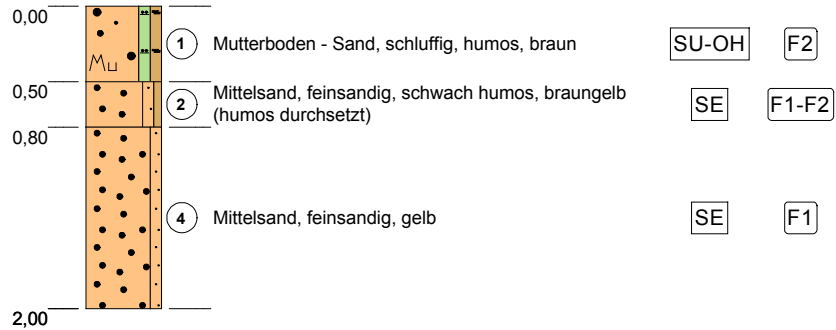 0,00
1 Mutterboden - Sand, schluffig, humos, braun SU-OH F2
Mu
0,50
2 Mittelsand, feinsandig, schwach humos, braungelb SE F1-F2
(humos durchsetzt)
0,80
4 Mittelsand, feinsandig, gelb SE F1
2,00